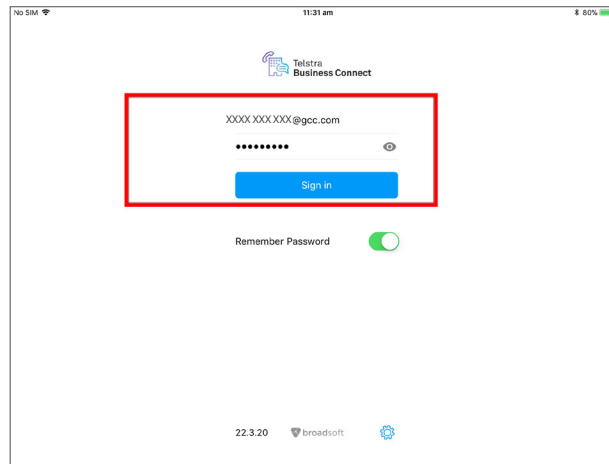 No SIM 11:31 am 80%
Telstra
Business Connect
XXXX XXX XXX@gcc.com
•••••••••
Sign in
Remember Password
22.3.20 broadsoft